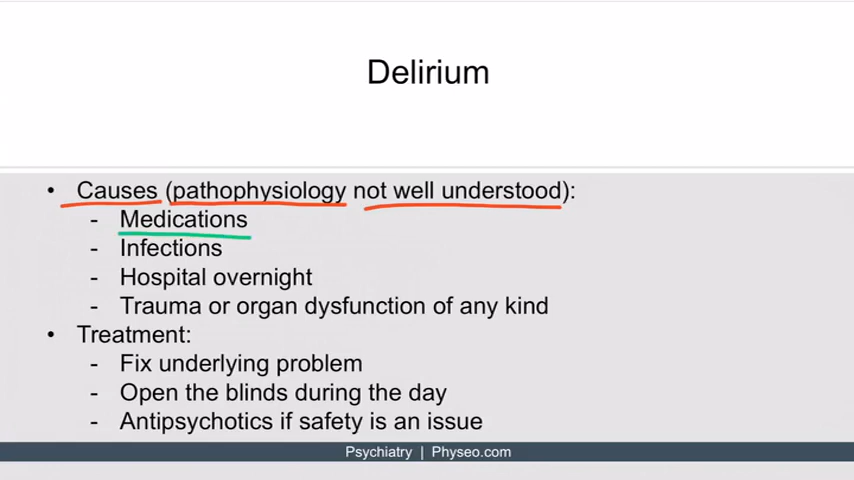 Delirium
• Causes (pathophysiology not well understood):
- Medications
- Infections
- Hospital overnight
- Trauma or organ dysfunction of any kind
• Treatment:
- Fix underlying problem
- Open the blinds during the day
- Antipsychotics if safety is an issue
Psychiatry | Physeo.com